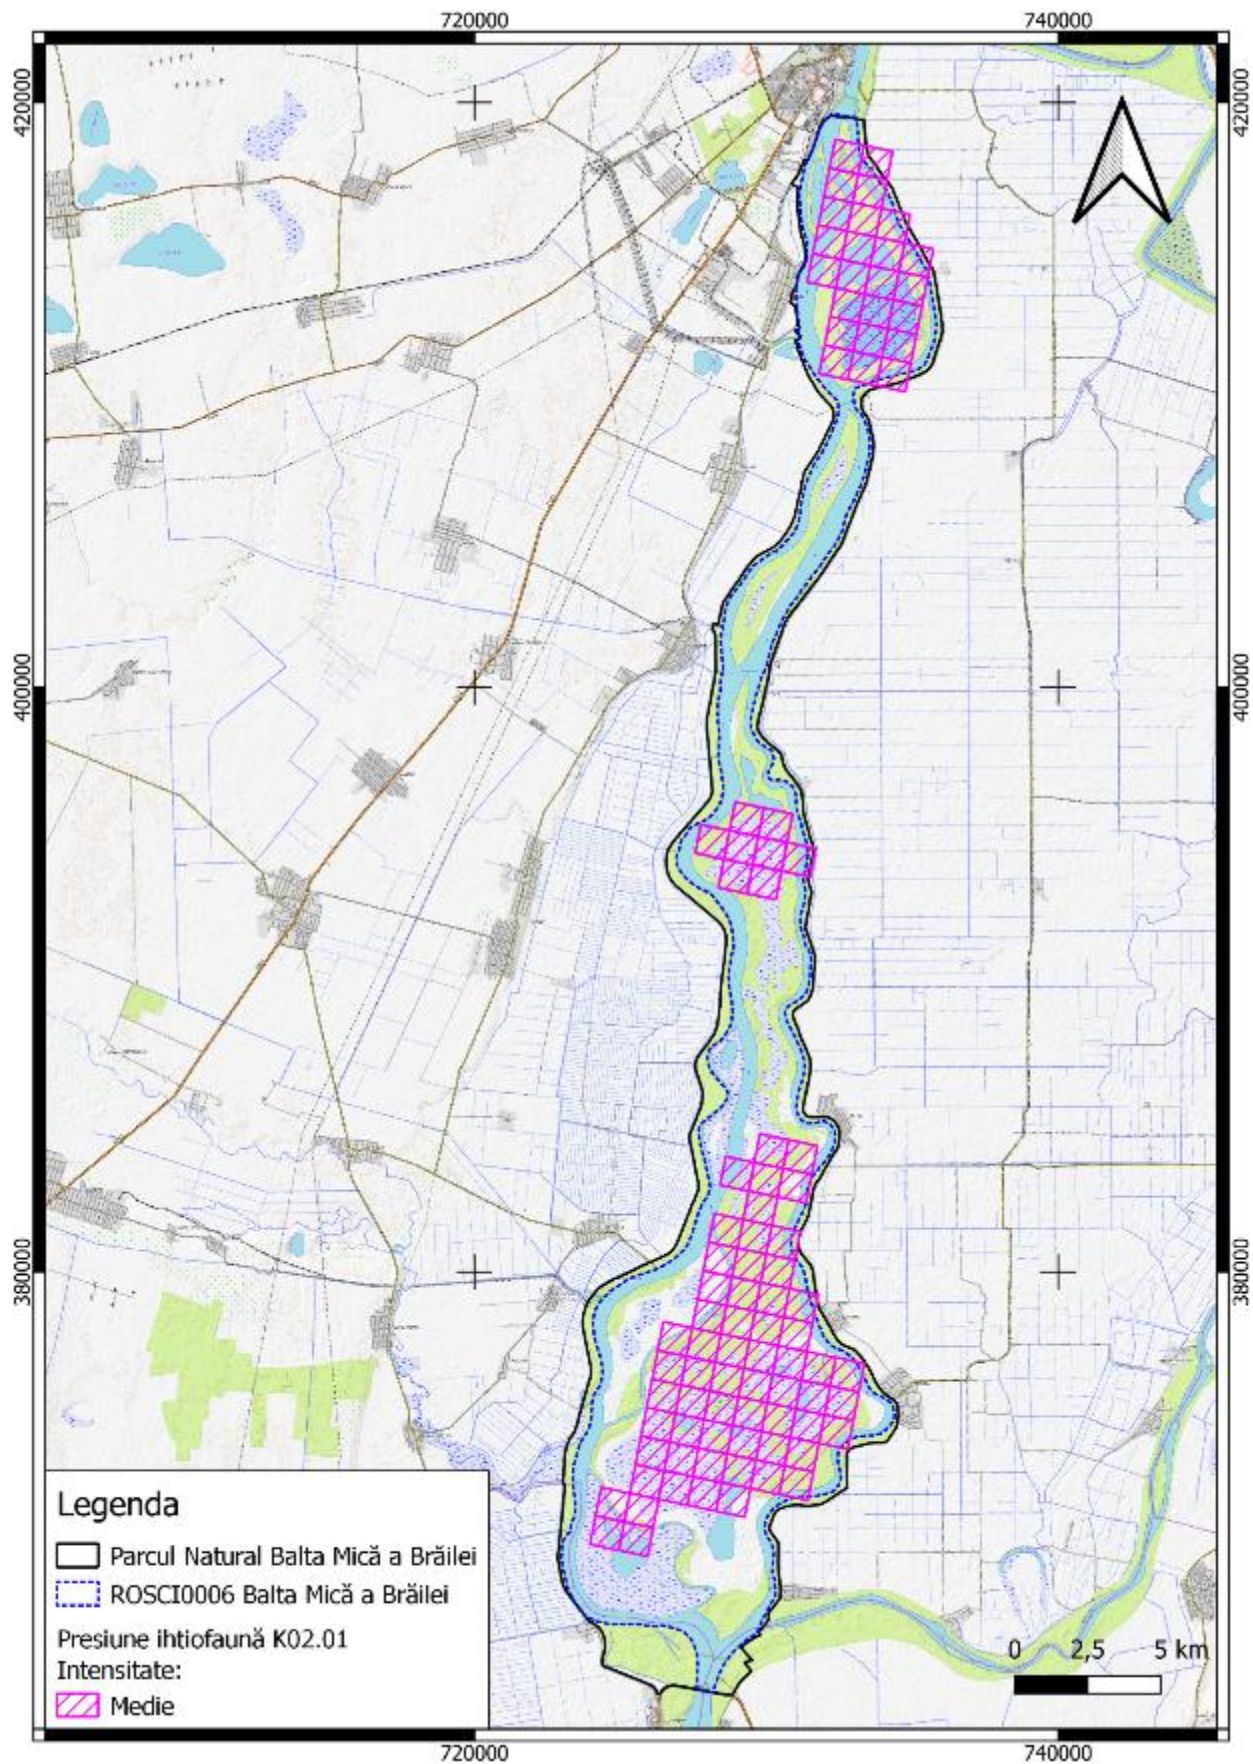 720000 740000
420000 420000
400000 400000
380000 380000
Legenda
Parcul Natural Balta Mică a Brăilei
ROSCI0006 Balta Mică a Brăilei
Presiune ihtiofaună K02.01
Intensitate:
Medie
0 2,5 5 km
720000 740000